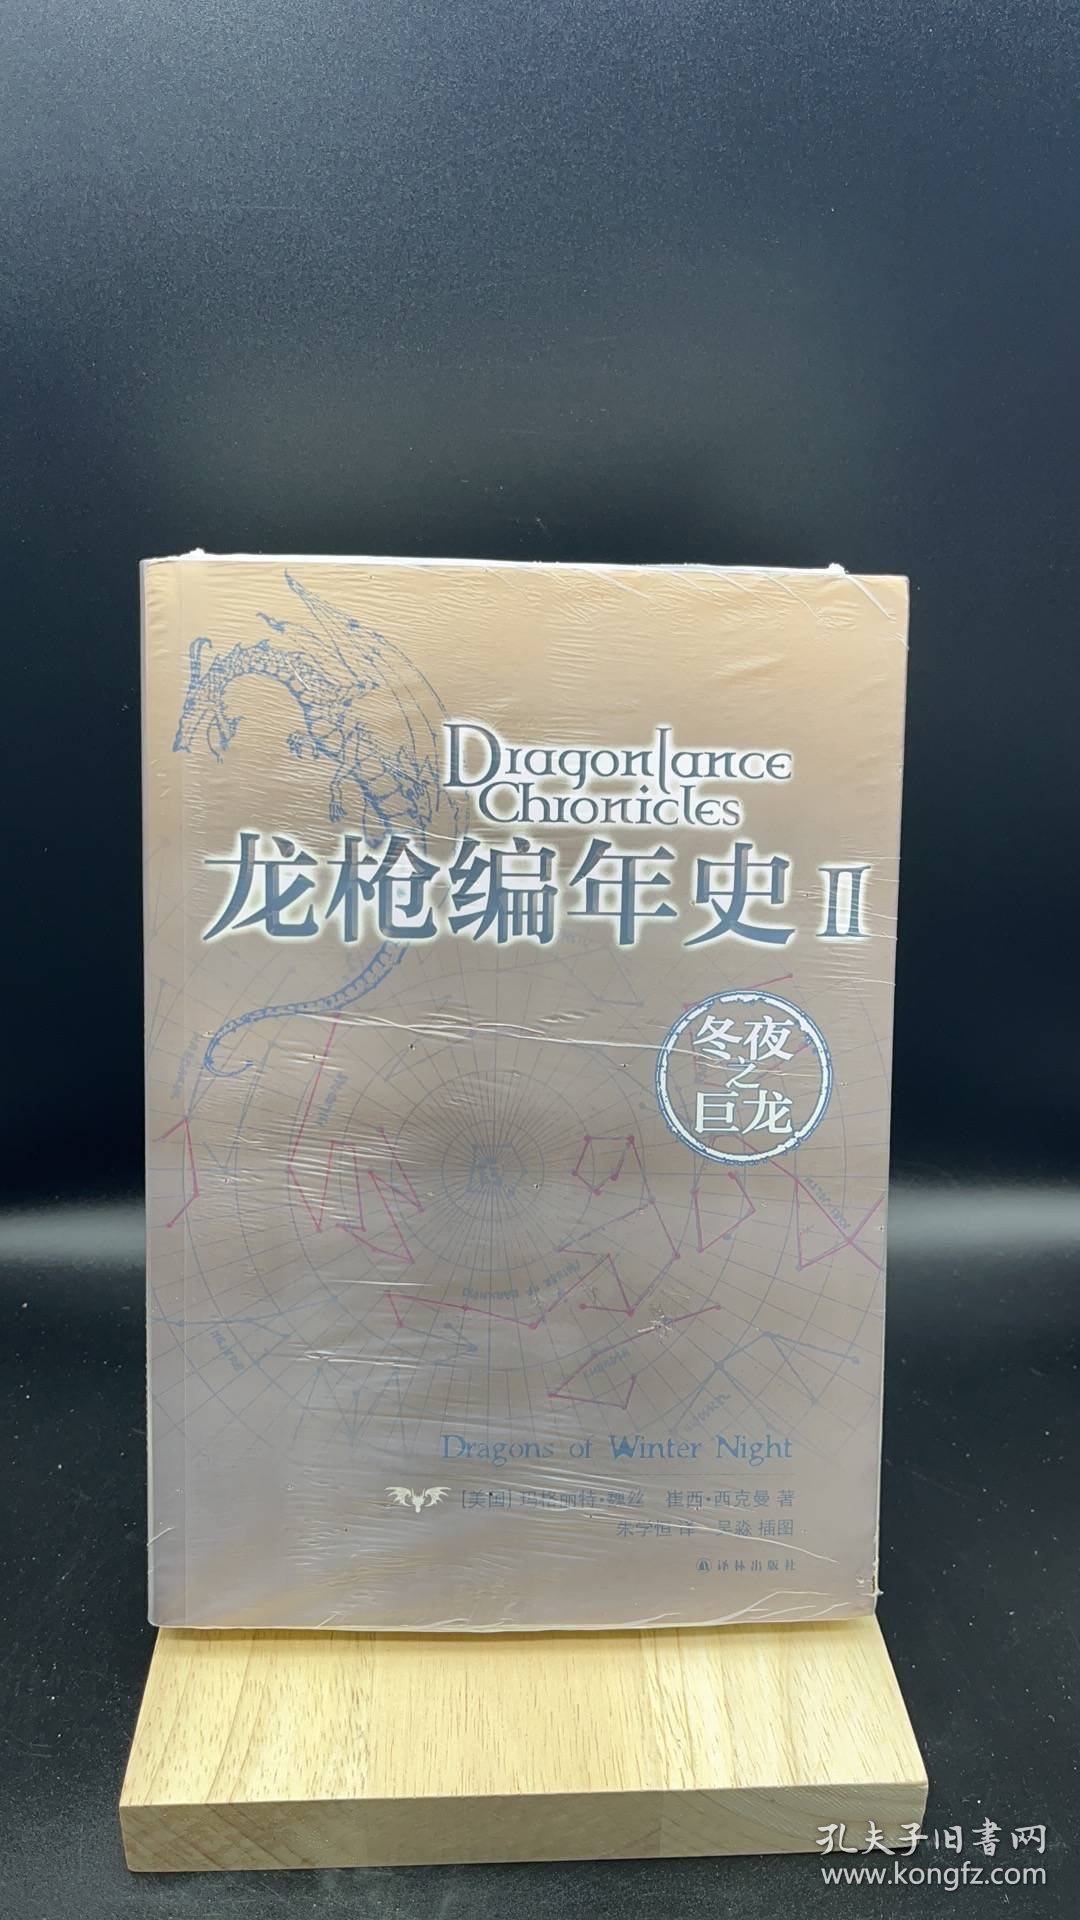 Dragonlance
Chronicles
龙枪编年史 II
冬夜
之
巨龙
Dragons of Winter Night
[美国] 玛格丽特·魏丝 崔西·西克曼 著
朱学恒 译 吴淼 插图
译林出版社
孔夫子旧書网
www.kongfz.com